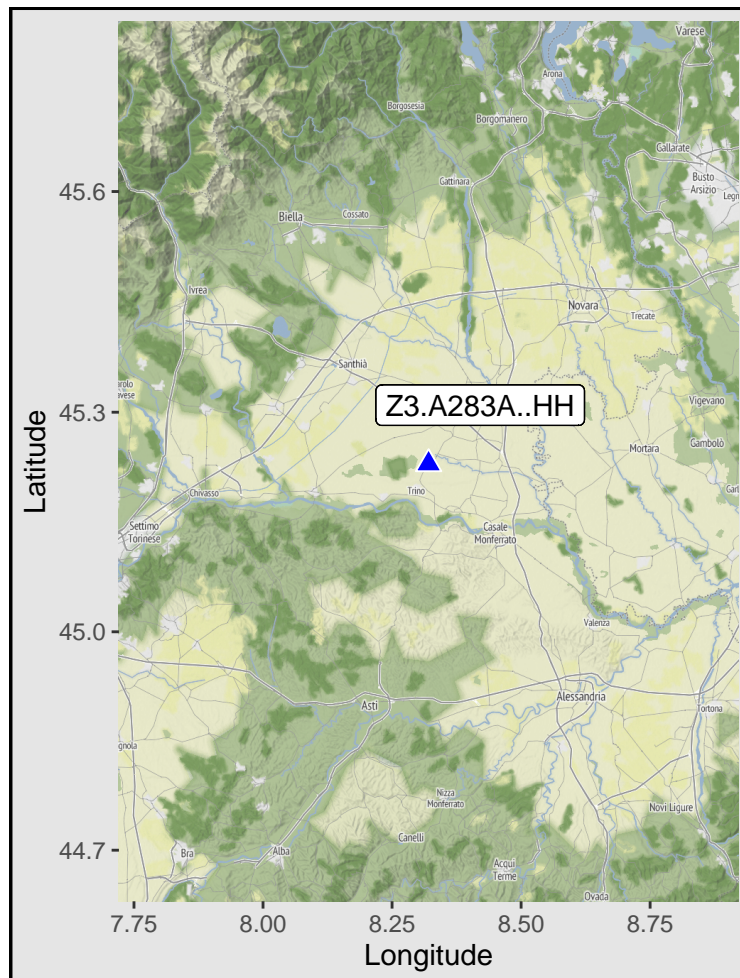 Varese
Arona
Borgosesia
Borgomanero
Gallarate
Busto
Arsizio
Gattinara
45.6
Biella
Cossato
Ivrea
Novara
Trecate
Santhià
Vigevano
45.3
Z3.A283A..HH
Gambolò
Mortara
Latitude
Chivasso
Trino
Settimo
Torinese
Casale
Monferrato
45.0
Valenza
Alessandria
Asti
Tortona
Nizza
Monferrato
Novi Ligure
Canelli
44.7
Bra
Alba
Acqui
Terme
Ovada
7.75
8.00
8.25
8.50
8.75
Longitude